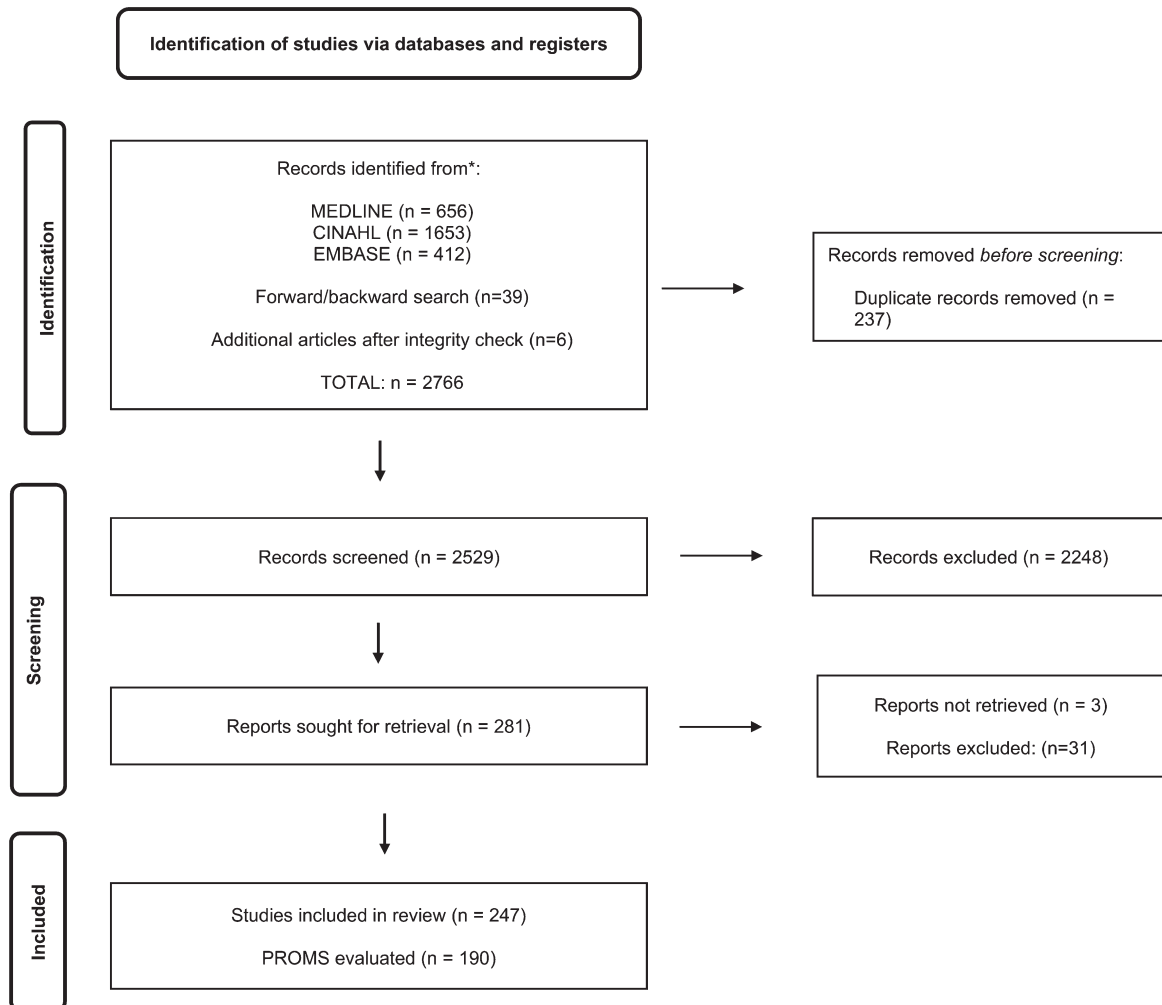 Identification of studies via databases and registers
Identification
Records identified from*:
MEDLINE (n = 656)
CINAHL (n = 1653)
EMBASE (n = 412)
Forward/backward search (n=39)
Additional articles after integrity check (n=6)
TOTAL: n = 2766
Records removed before screening:
Duplicate records removed (n =
237)
Screening
Records screened (n = 2529)
Records excluded (n = 2248)
Reports sought for retrieval (n = 281)
Reports not retrieved (n = 3)
Reports excluded: (n=31)
Included
Studies included in review (n = 247)
PROMS evaluated (n = 190)